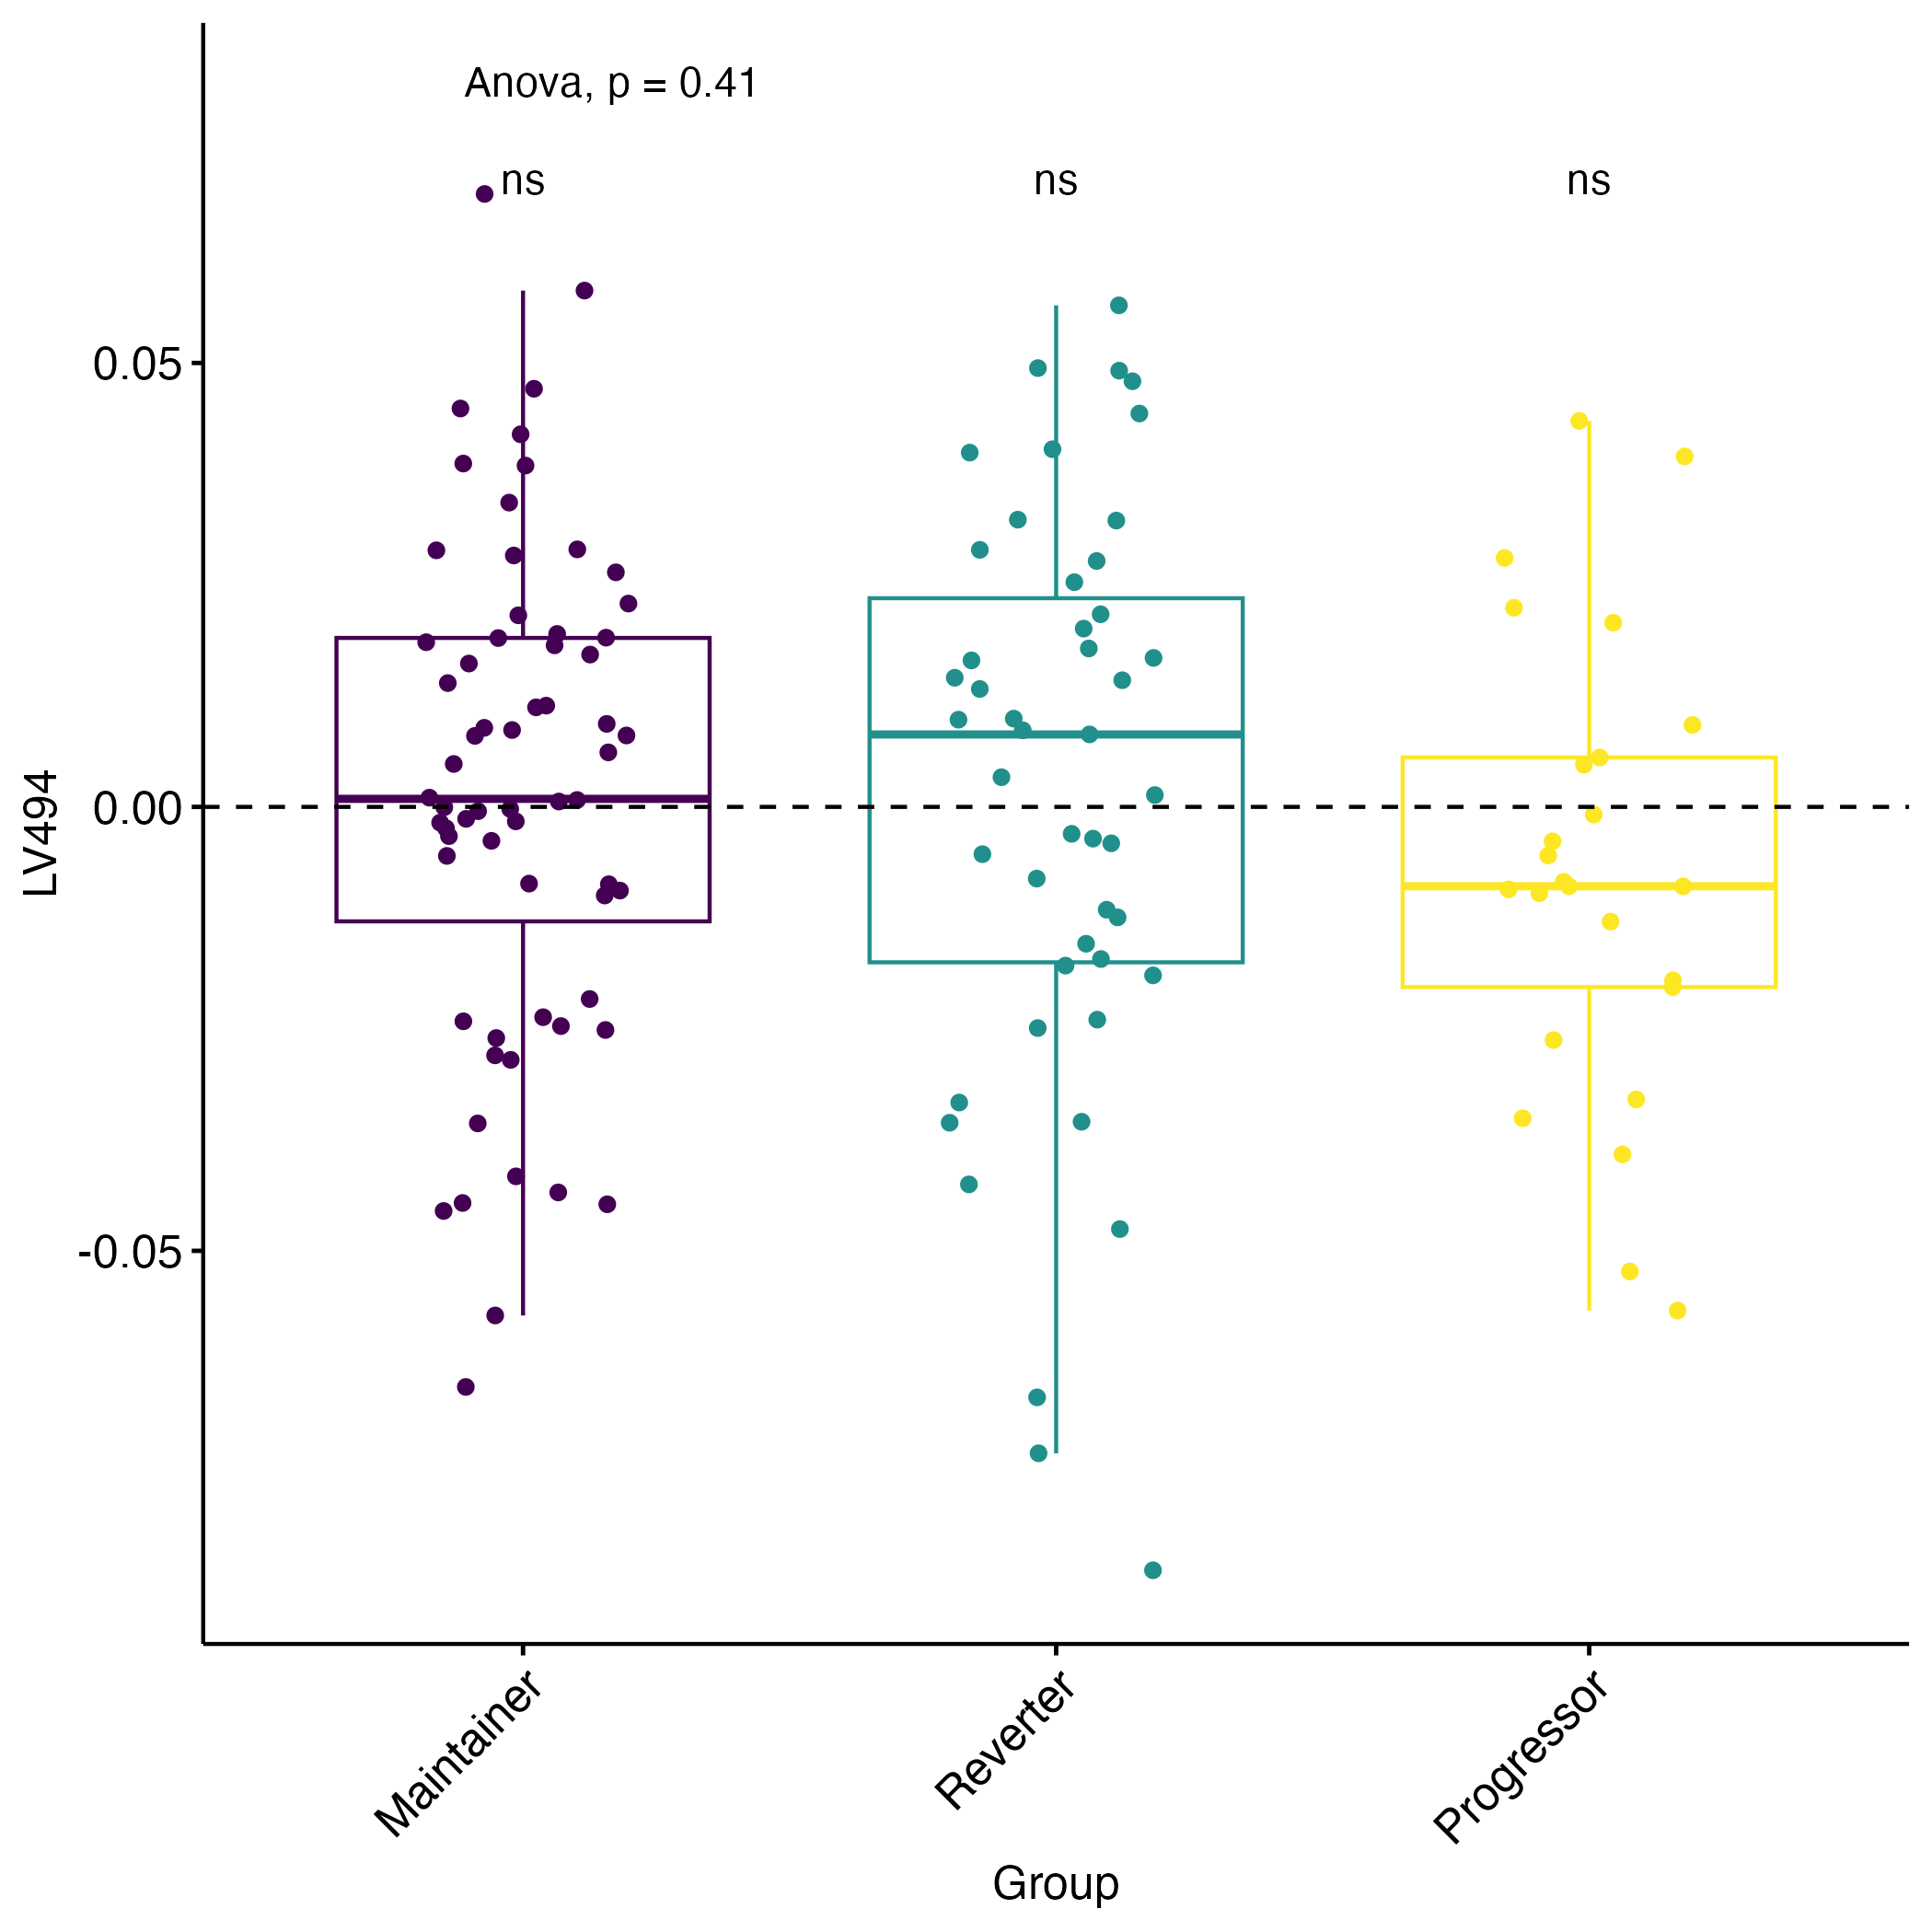 Anova, p = 0.41
ns ns ns
0.05
0.00
-0.05
LV494
Maintainer Reverter Progressor
Group